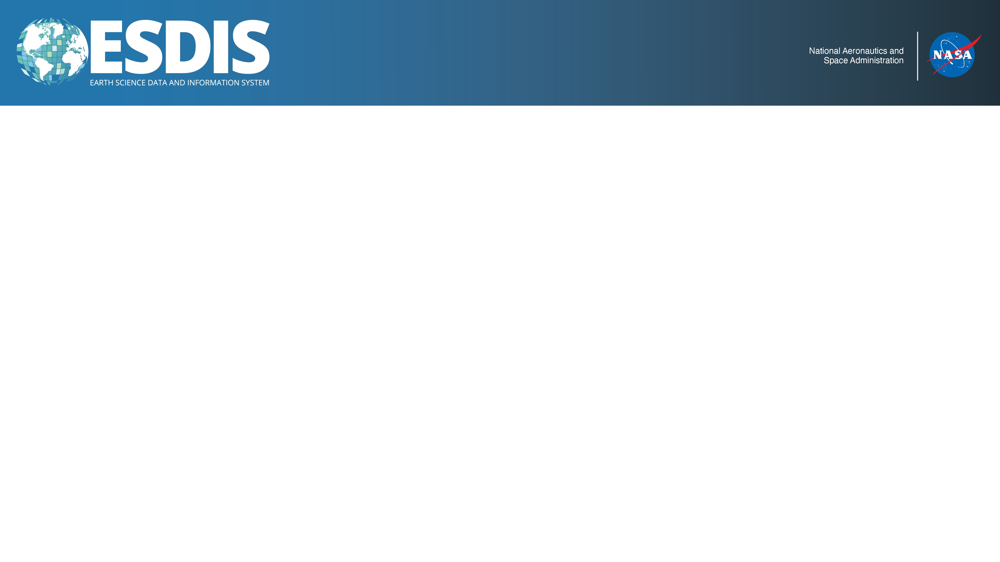 ESDIS
EARTH SCIENCE DATA AND INFORMATION SYSTEM
National Aeronautics and
Space Administration
NASA